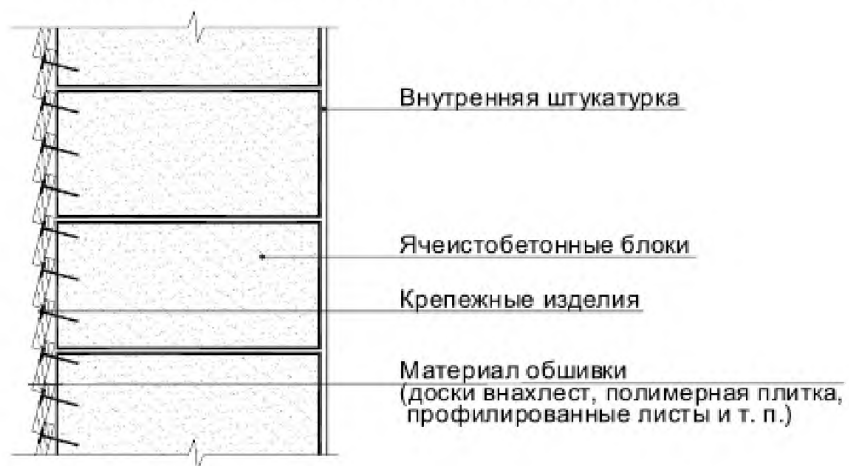 Внутренняя штукатурка
Ячеистобетонные блоки
Крепежные изделия
Материал обшивки
(доски внахлест, полимерная плитка,
профилированные листы и т. п.)